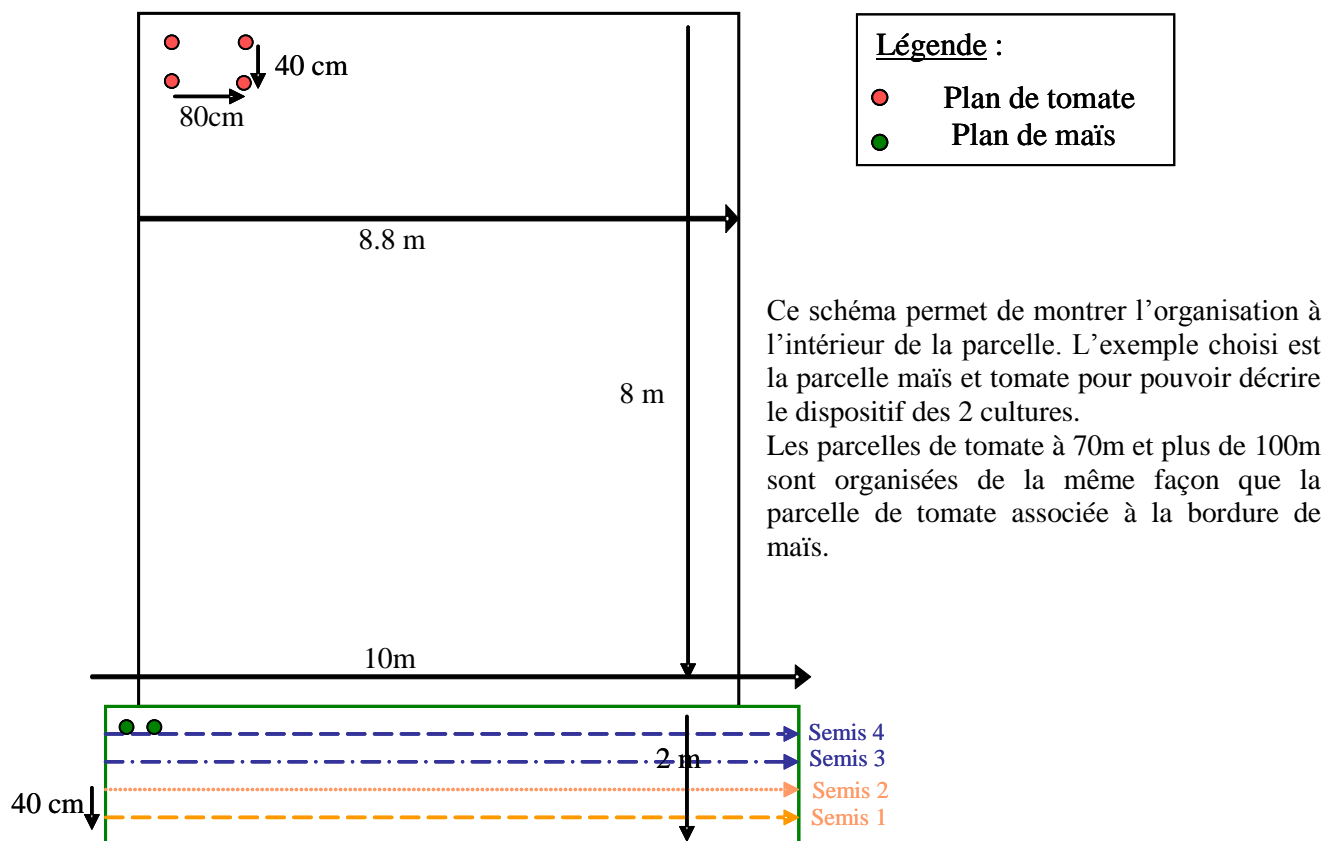 40 cm
80cm
8.8 m
8 m
10m
2 m
40 cm
Semis 4
Semis 3
Semis 2
Semis 1
Légende :
Plan de tomate
Plan de maïs
Ce schéma permet de montrer l’organisation à
l’intérieur de la parcelle. L’exemple choisi est
la parcelle maïs et tomate pour pouvoir décrire
le dispositif des 2 cultures.
Les parcelles de tomate à 70m et plus de 100m
sont organisées de la même façon que la
parcelle de tomate associée à la bordure de
maïs.